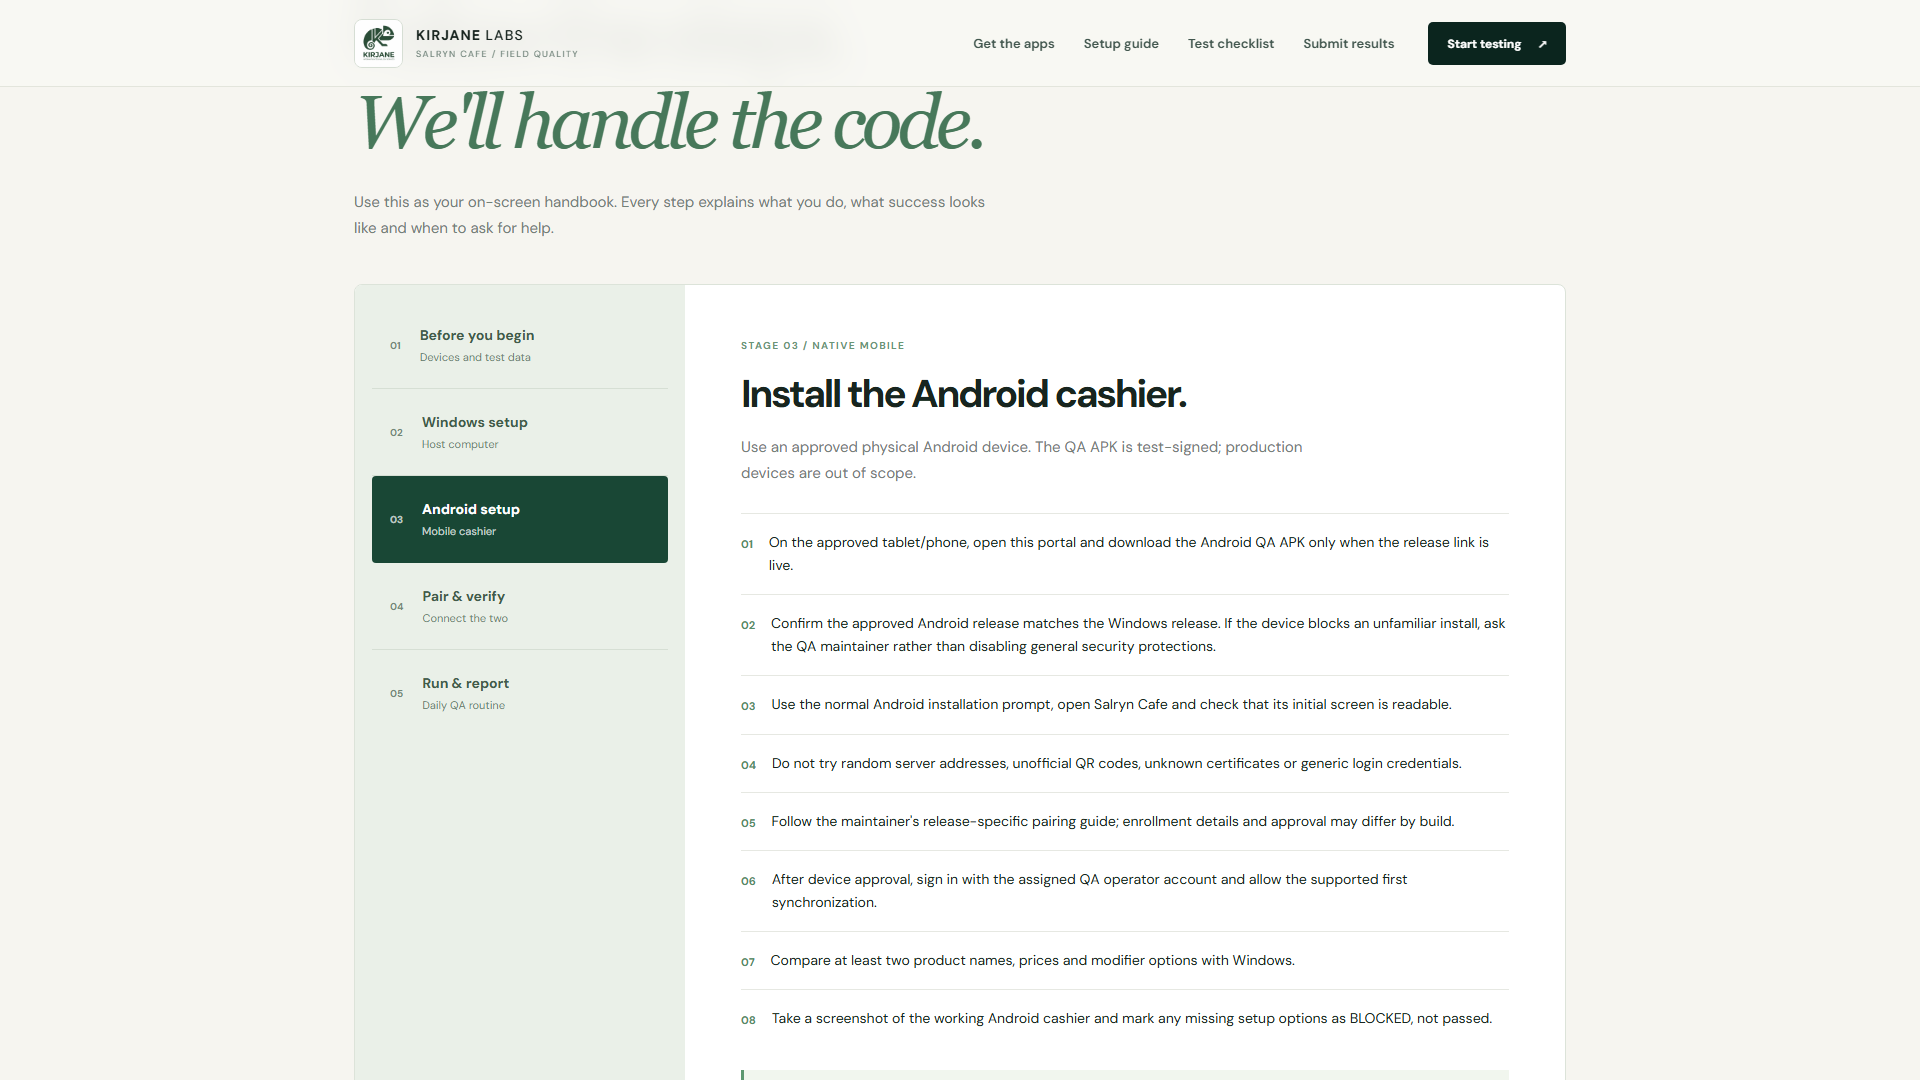 KIRJANE
KIRJANE LABS
SALRYN CAFE / FIELD QUALITY
Get the apps
Setup guide
Test checklist
Submit results
Start testing ↗
We'll handle the code.
Use this as your on-screen handbook. Every step explains what you do, what success looks
like and when to ask for help.
01 Before you begin
Devices and test data
02 Windows setup
Host computer
03 Android setup
Mobile cashier
04 Pair & verify
Connect the two
05 Run & report
Daily QA routine
STAGE 03 / NATIVE MOBILE
Install the Android cashier.
Use an approved physical Android device. The QA APK is test-signed; production
devices are out of scope.
01 On the approved tablet/phone, open this portal and download the Android QA APK only when the release link is
live.
02 Confirm the approved Android release matches the Windows release. If the device blocks an unfamiliar install, ask
the QA maintainer rather than disabling general security protections.
03 Use the normal Android installation prompt, open Salryn Cafe and check that its initial screen is readable.
04 Do not try random server addresses, unofficial QR codes, unknown certificates or generic login credentials.
05 Follow the maintainer's release-specific pairing guide; enrollment details and approval may differ by build.
06 After device approval, sign in with the assigned QA operator account and allow the supported first
synchronization.
07 Compare at least two product names, prices and modifier options with Windows.
08 Take a screenshot of the working Android cashier and mark any missing setup options as BLOCKED, not passed.